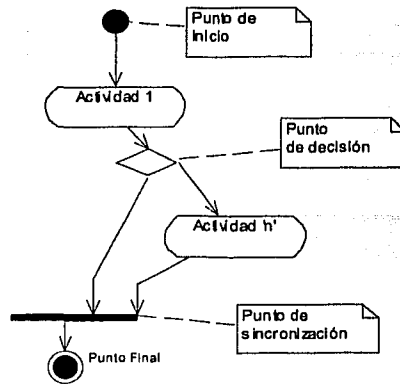 Punto de
inicio
Actividad 1
Punto
de decisión
Actividad 'n'
Punto de
sincronización
Punto Final